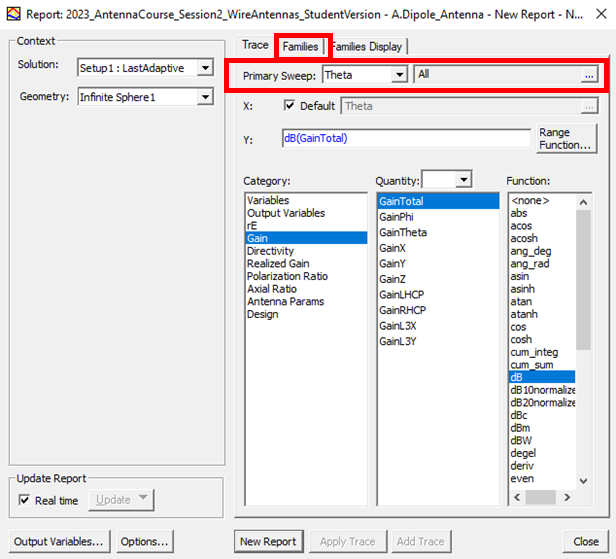 Report: 2023_AntennaCourse_Session2_WireAntennas_StudentVersion - A.Dipole_Antenna - New Report - N...
Context
Solution: Setup1 : LastAdaptive
Geometry: Infinite Sphere1
Trace Families Families Display
Primary Sweep: Theta All ...
X: Default Theta ...
Y: dB(GainTotal) Range Function...
Category: Quantity: Function:
Variables
Output Variables
rE
Gain
Directivity
Realized Gain
Polarization Ratio
Axial Ratio
Antenna Params
Design
GainTotal
GainPhi
GainTheta
GainX
GainY
GainZ
GainLHCP
GainRHCP
GainL3X
GainL3Y
<none>
abs
acos
acosh
ang_deg
ang_rad
asin
asinh
atan
atanh
cos
cosh
cum_integ
cum_sum
dB
dB10normalize
dB20normalize
dBc
dBm
dBW
degel
deriv
even
Update Report
Real time Update
Output Variables... Options... New Report Apply Trace Add Trace Close